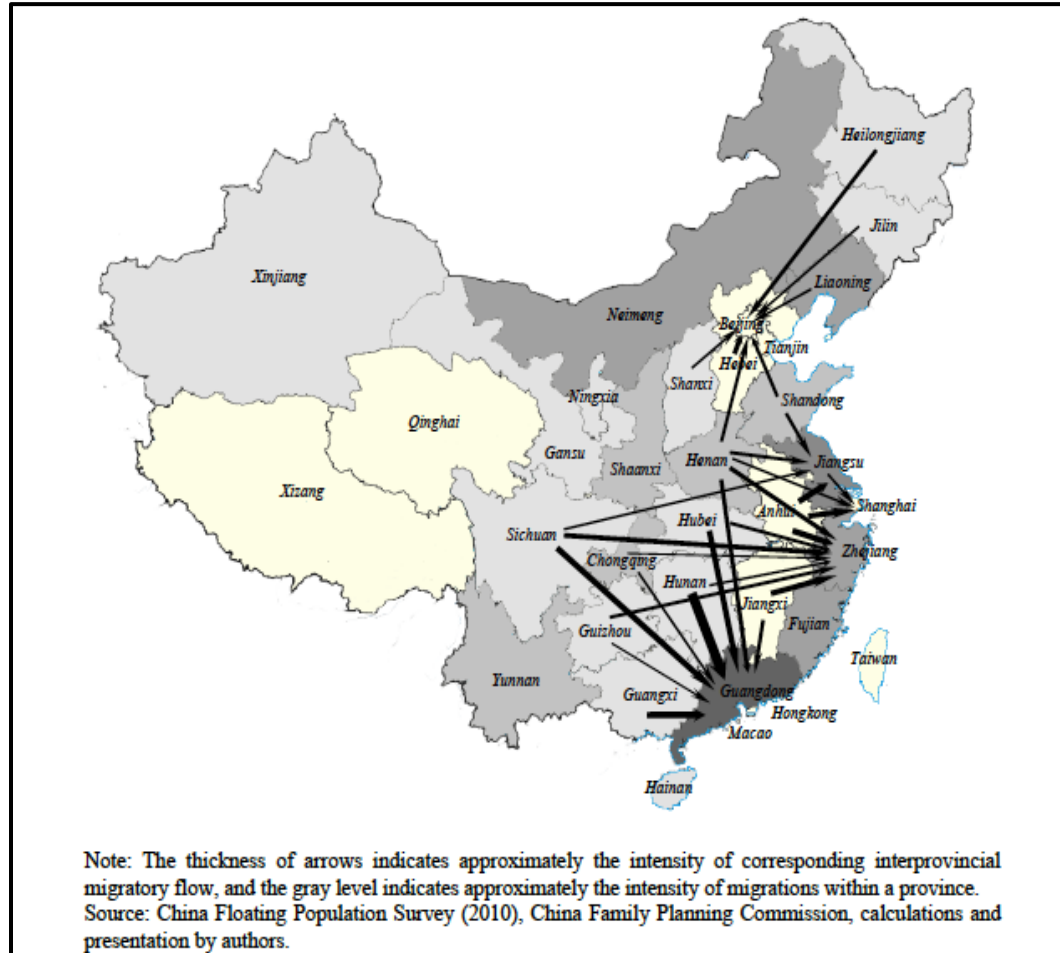 Heilongjiang
Jilin
Xinjiang
Liaoning
Neimeng
Beijing
Tianjin
Hebei
Shanxi
Ningxia
Shandong
Qinghai
Gansu
Henan
Jiangsu
Shaanxi
Xizang
Anhui
Shanghai
Hubei
Sichuan
Zhejiang
Chongqing
Hunan
Jiangxi
Fujian
Guizhou
Taiwan
Yunnan
Guangxi
Guangdong
Hongkong
Macao
Hainan
Note: The thickness of arrows indicates approximately the intensity of corresponding interprovincial
migratory flow, and the gray level indicates approximately the intensity of migrations within a province.
Source: China Floating Population Survey (2010), China Family Planning Commission, calculations and
presentation by authors.